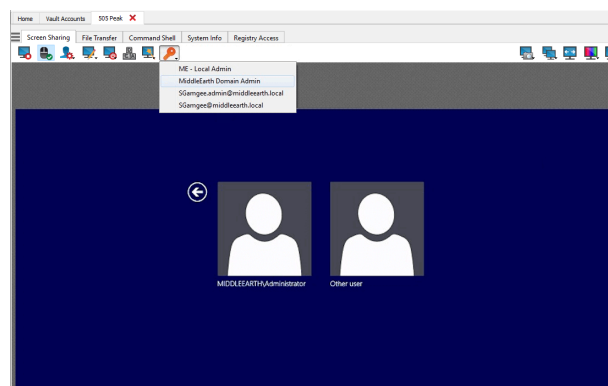 Home Vault Accounts 505 Peak
Screen Sharing File Transfer Command Shell System Info Registry Access
ME - Local Admin
MiddleEarth Domain Admin
SGamgee.admin@middleearth.local
SGamgee@middleearth.local
MIDDLEEARTH\Administrator Other user